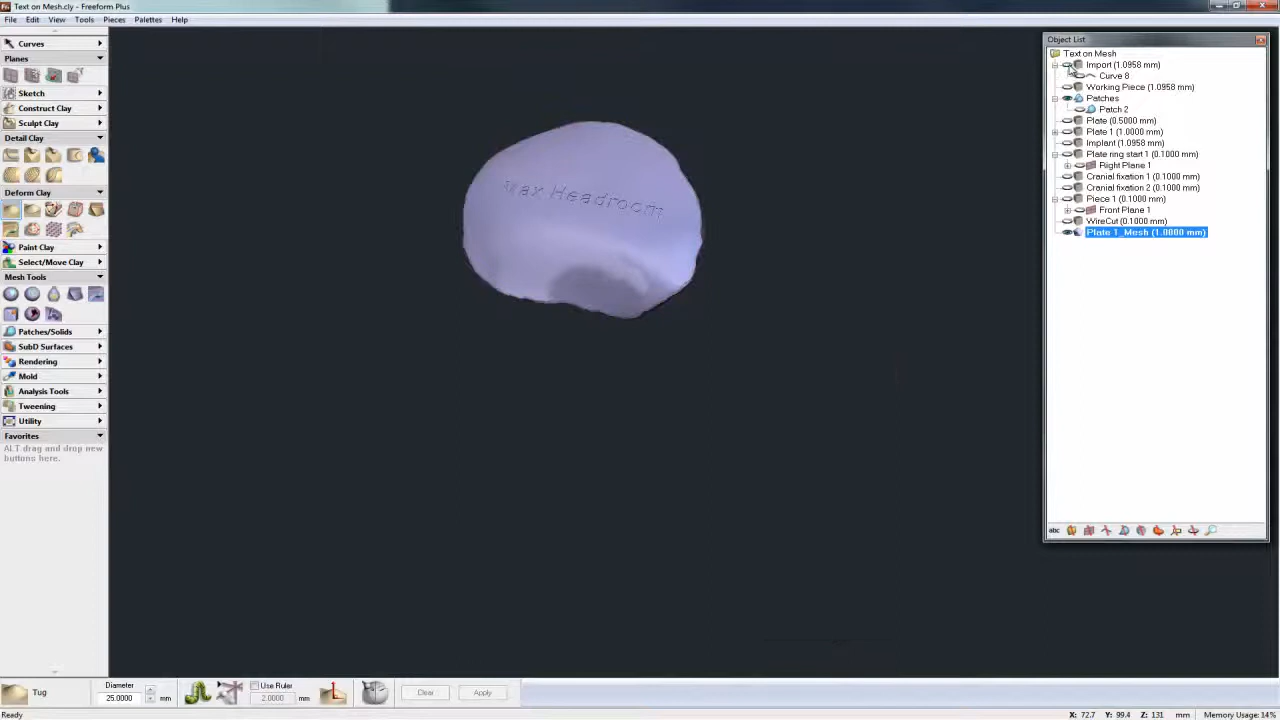 Text on Mesh.cly - Freeform Plus
File Edit View Tools Pieces Palettes Help
Curves
Planes
Sketch
Construct Clay
Sculpt Clay
Detail Clay
Deform Clay
Paint Clay
Select/Move Clay
Mesh Tools
Patches/Solids
SubD Surfaces
Rendering
Mold
Analysis Tools
Tweening
Utility
Favorites
ALT drag and drop new
buttons here.
Max Headroom
Object List
Text on Mesh
Import (1.0958 mm)
Curve 8
Working Piece (1.0958 mm)
Patches
Patch 2
Plate (0.5000 mm)
Plate 1 (1.0000 mm)
Implant (1.0958 mm)
Plate ring start 1 (0.1000 mm)
Right Plane 1
Cranial fixation 1 (0.1000 mm)
Cranial fixation 2 (0.1000 mm)
Piece 1 (0.1000 mm)
Front Plane 1
WireCut (0.1000 mm)
Plate 1_Mesh (1.0000 mm)
abc
Tug
Diameter
25.0000 mm
Use Ruler
2.0000 mm
Clear
Apply
Ready
X: 72.7 Y: 99.4 Z: 131 mm Memory Usage: 14%